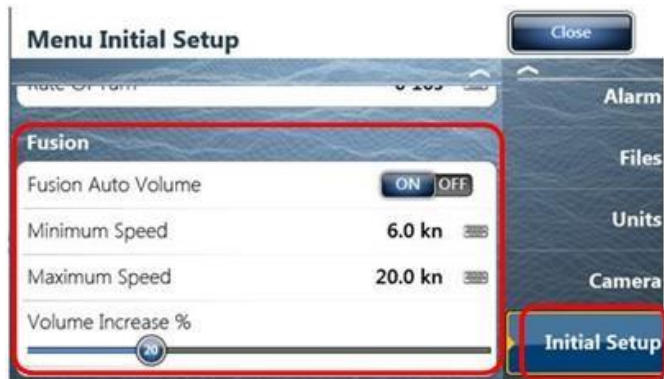 Menu Initial Setup
Close
Alarm
Fusion
Files
Fusion Auto Volume
ON OFF
Units
Minimum Speed
6.0 kn
Maximum Speed
20.0 kn
Camera
Volume Increase %
20
Initial Setup